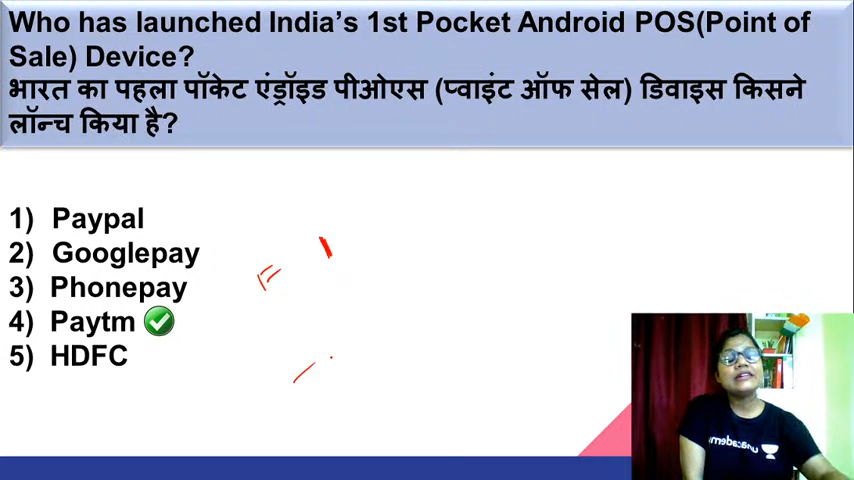 Who has launched India’s 1st Pocket Android POS(Point of
Sale) Device?
भारत का पहला पॉकेट एंड्रॉइड पीओएस (प्वाइंट ऑफ सेल) डिवाइस किसने
लॉन्च किया है?
1) Paypal
2) Googlepay
3) Phonepay
4) Paytm
5) HDFC
unacademy